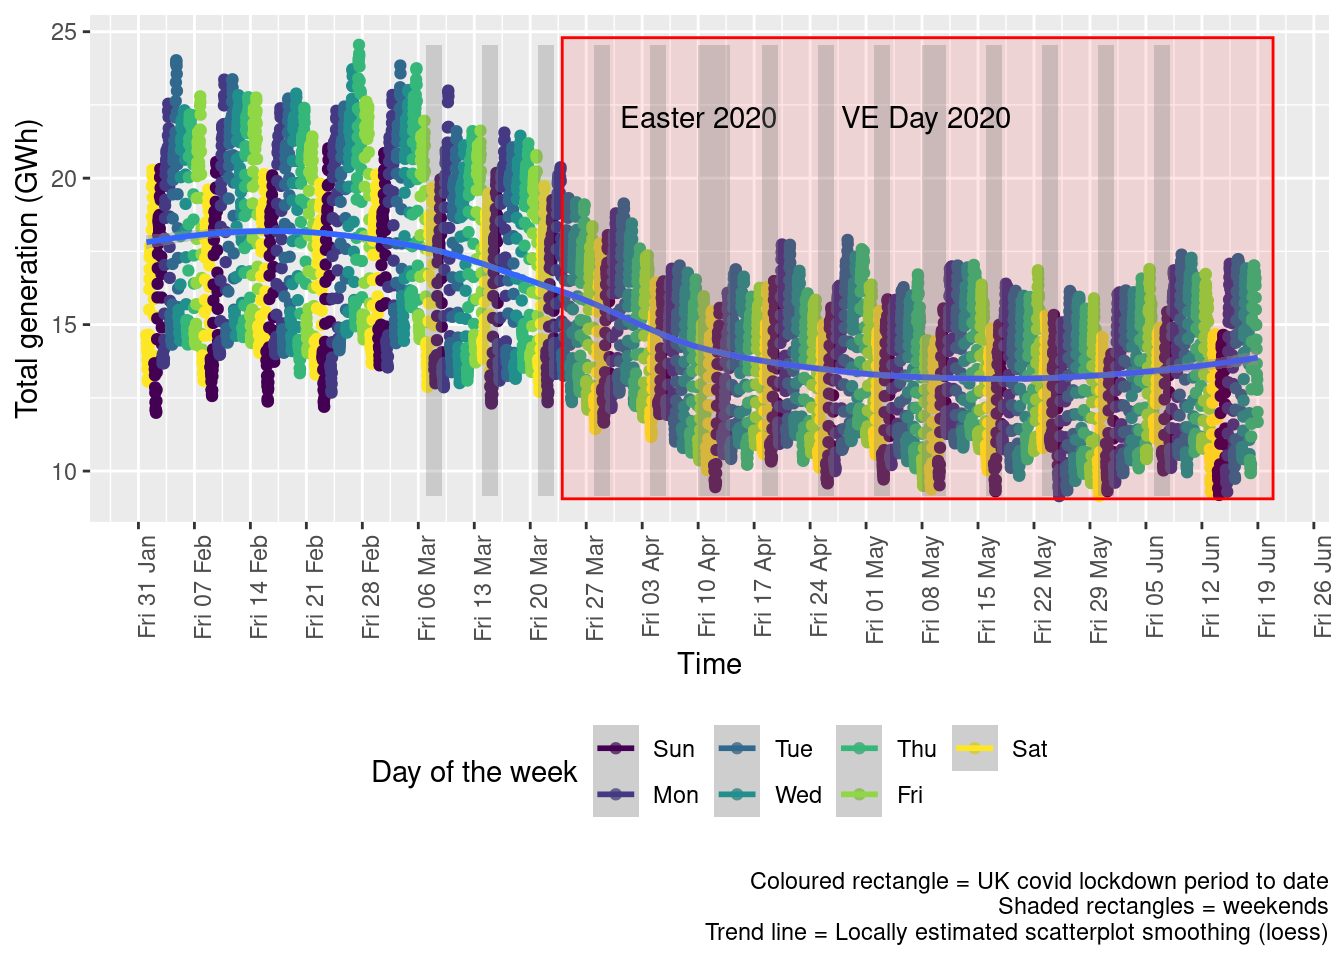 25
20
15
10
Total generation (GWh)
Easter 2020
VE Day 2020
Fri 31 Jan
Fri 07 Feb
Fri 14 Feb
Fri 21 Feb
Fri 28 Feb
Fri 06 Mar
Fri 13 Mar
Fri 20 Mar
Fri 27 Mar
Fri 03 Apr
Fri 10 Apr
Fri 17 Apr
Fri 24 Apr
Fri 01 May
Fri 08 May
Fri 15 May
Fri 22 May
Fri 29 May
Fri 05 Jun
Fri 12 Jun
Fri 19 Jun
Fri 26 Jun
Time
Day of the week
Sun
Tue
Thu
Sat
Mon
Wed
Fri
Coloured rectangle = UK covid lockdown period to date
Shaded rectangles = weekends
Trend line = Locally estimated scatterplot smoothing (loess)